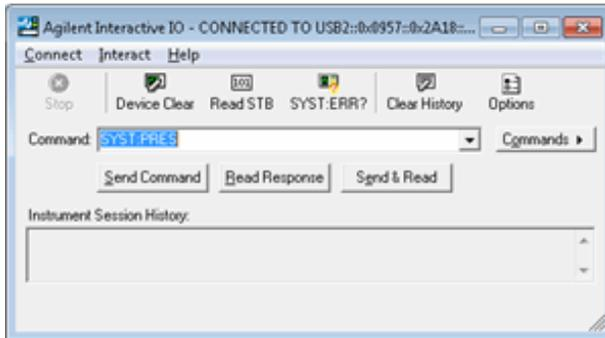 Agilent Interactive IO - CONNECTED TO USB2::0x0957::0x2A18::...
Connect Interact Help
Stop Device Clear Read STB SYST:ERR? Clear History Options
Command: SYST:PRES Commands
Send Command Read Response Send & Read
Instrument Session History: